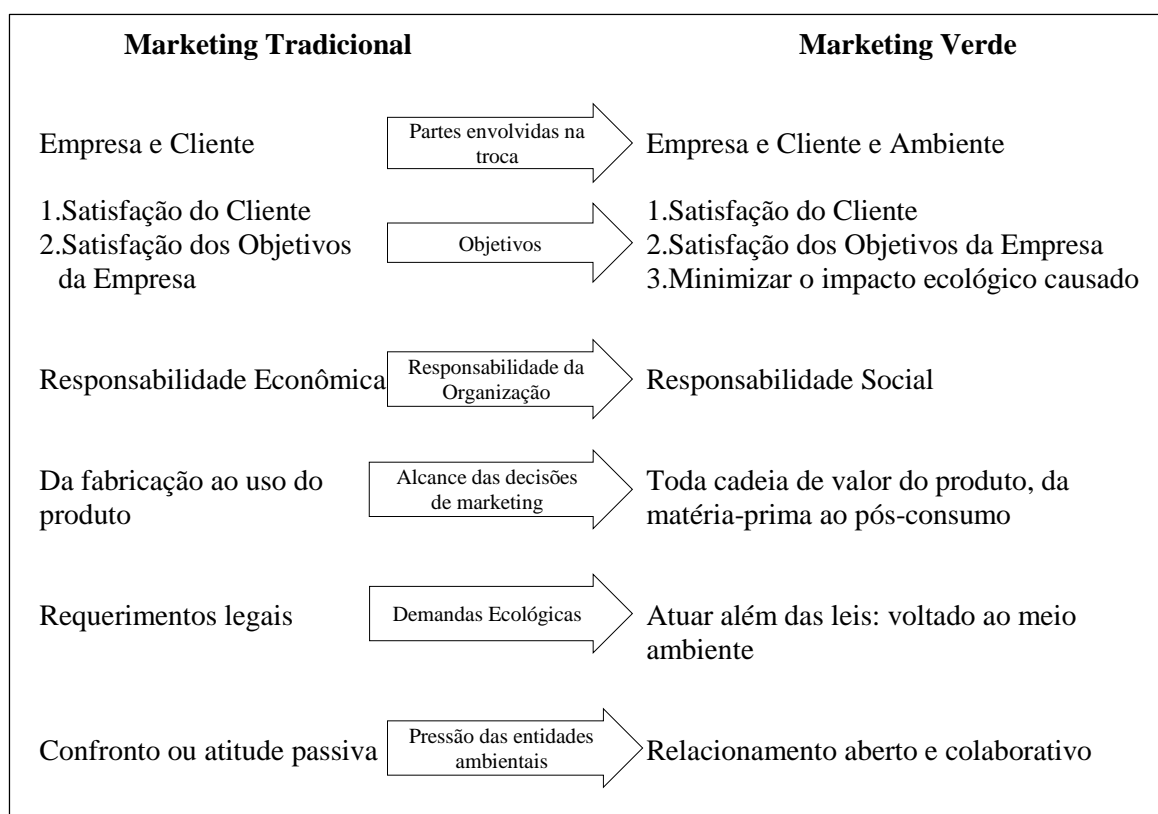 Marketing Tradicional
Marketing Verde
Empresa e Cliente
Partes envolvidas na
troca
Empresa e Cliente e Ambiente
1.Satisfação do Cliente
2.Satisfação dos Objetivos
da Empresa
Objetivos
1.Satisfação do Cliente
2.Satisfação dos Objetivos da Empresa
3.Minimizar o impacto ecológico causado
Responsabilidade Econômica
Responsabilidade da
Organização
Responsabilidade Social
Da fabricação ao uso do
produto
Alcance das decisões
de marketing
Toda cadeia de valor do produto, da
matéria-prima ao pós-consumo
Requerimentos legais
Demandas Ecológicas
Atuar além das leis: voltado ao meio
ambiente
Confronto ou atitude passiva
Pressão das entidades
ambientais
Relacionamento aberto e colaborativo